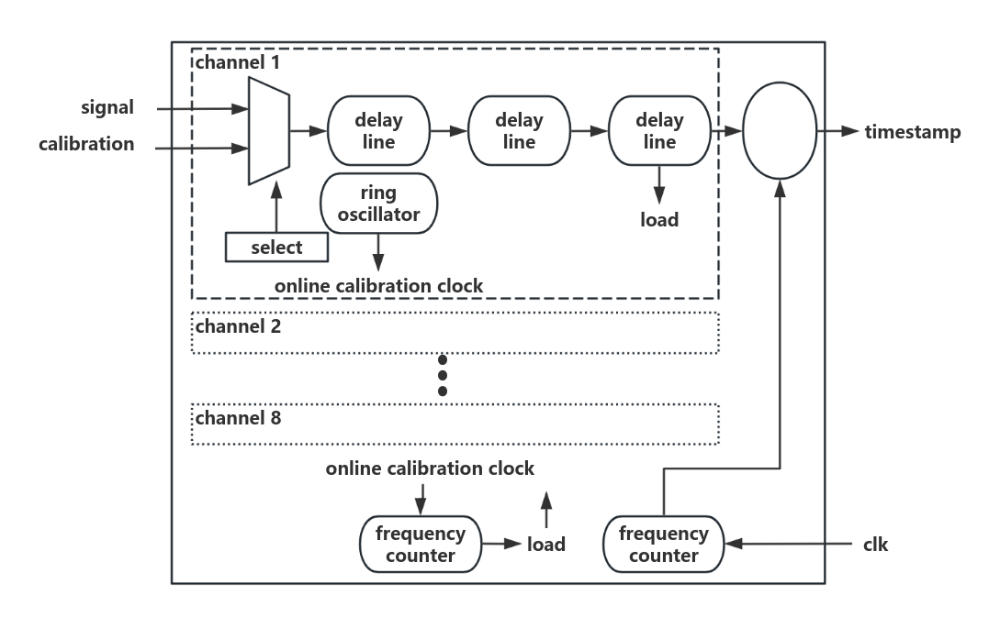 channel 1
signal
calibration
delay
line
delay
line
delay
line
timestamp
ring
oscillator
load
select
online calibration clock
channel 2
channel 8
online calibration clock
frequency
counter
load
frequency
counter
clk